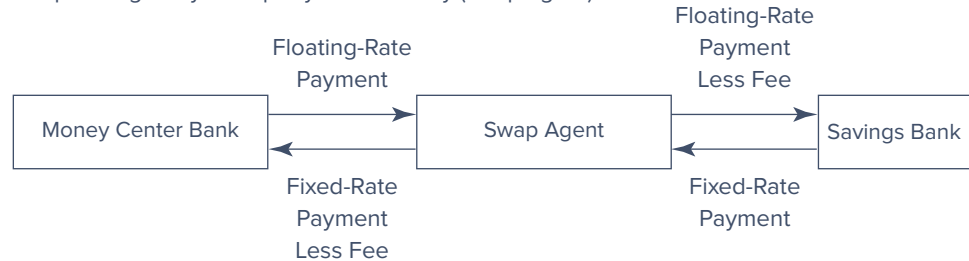 Floating-Rate
Payment
Less Fee
Floating-Rate
Payment
Money Center Bank
Swap Agent
Savings Bank
Fixed-Rate
Payment
Less Fee
Fixed-Rate
Payment